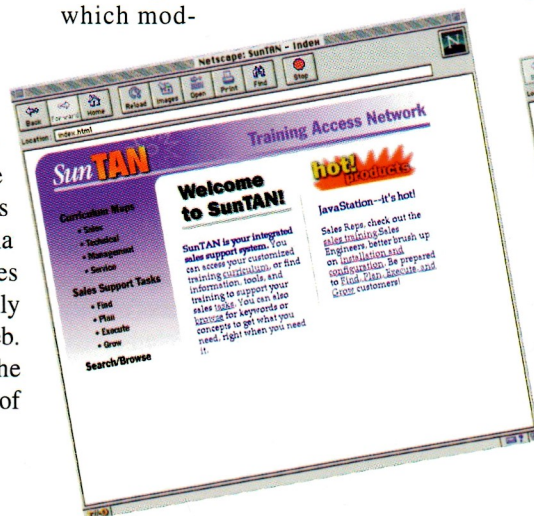 which mod-
Netscape: SunTAN - Index
Back Forward Home Reload Images Open Print Find Stop
Location: index.html
N
SunTAN
Training Access Network
Curriculum Maps
• Sales
• Technical
• Management
• Service
Sales Support Tasks
• Find
• Plan
• Execute
• Grow
Search/Browse
Welcome
to SunTAN!
SunTAN is your integrated
sales support system. You
can access your customized
training curriculum, or find
information, tools, and
training to support your
sales tasks. You can also
browse for keywords or
concepts to get what you
need, right when you need
it.
hot!
products
JavaStation--it's hot!
Sales Reps, check out the
sales training. Sales
Engineers, better brush up
on installation and
configuration. Be prepared
to Find, Plan, Execute, and
Grow customers!
e
s
a
es
ly
eb.
he
of